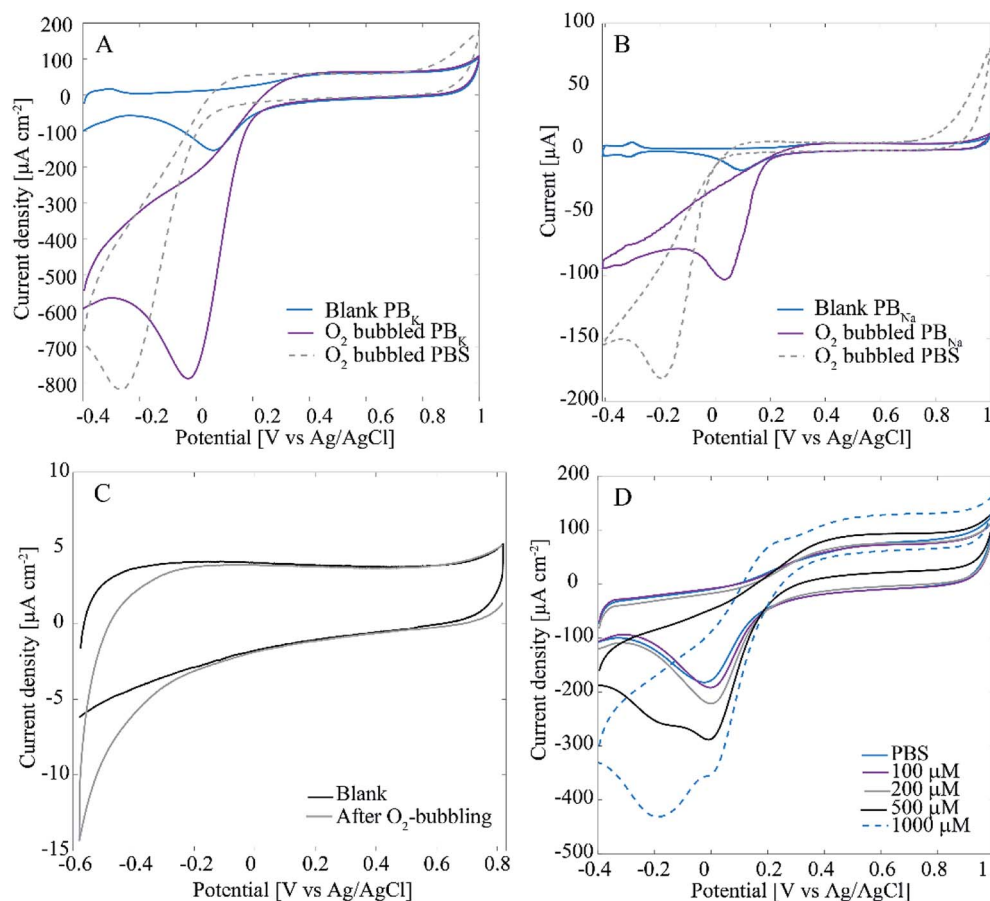 A
Current density [μA cm⁻²]
200
100
0
-100
-200
-300
-400
-500
-600
-700
-800
Blank PB_K
O₂ bubbled PB_K
O₂ bubbled PBS
-0.4 -0.2 0 0.2 0.4 0.6 0.8 1
Potential [V vs Ag/AgCl]
B
Current [μA]
100
50
0
-50
-100
-150
-200
Blank PB_Na
O₂ bubbled PB_Na
O₂ bubbled PBS
-0.4 -0.2 0 0.2 0.4 0.6 0.8 1
Potential [V vs Ag/AgCl]
C
Current density [μA cm⁻²]
10
5
0
-5
-10
-15
Blank
After O₂-bubbling
-0.6 -0.4 -0.2 0 0.2 0.4 0.6 0.8
Potential [V vs Ag/AgCl]
D
Current density [μA cm⁻²]
200
100
0
-100
-200
-300
-400
-500
PBS
100 μM
200 μM
500 μM
1000 μM
-0.4 -0.2 0 0.2 0.4 0.6 0.8 1
Potential [V vs Ag/AgCl]